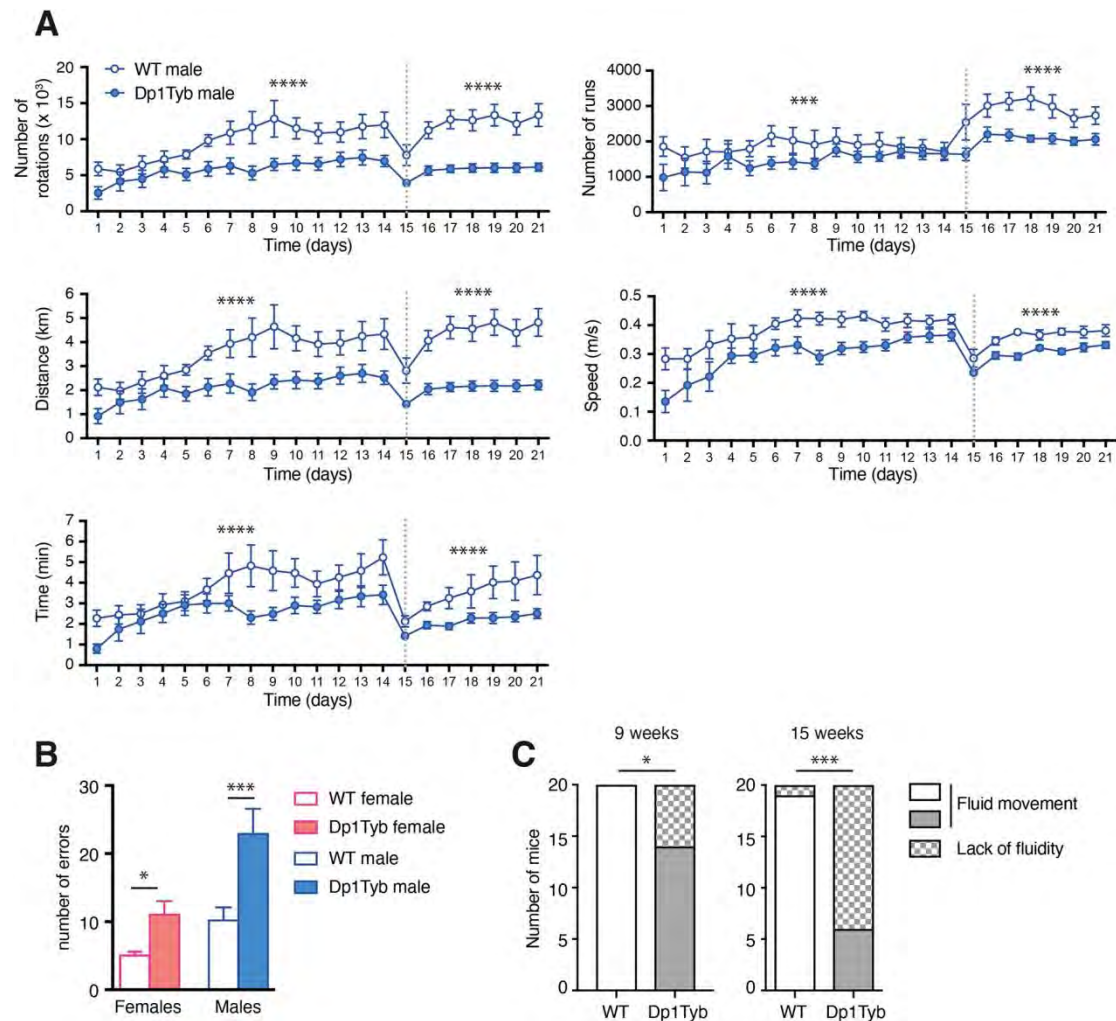 A
Number of
rotations (x 10³)
20
15
10
5
0
WT male
Dp1Tyb male
****
****
1 2 3 4 5 6 7 8 9 10 11 12 13 14 15 16 17 18 19 20 21
Time (days)
Number of runs
4000
3000
2000
1000
0
***
****
1 2 3 4 5 6 7 8 9 10 11 12 13 14 15 16 17 18 19 20 21
Time (days)
Distance (km)
6
5
4
3
2
1
0
****
****
1 2 3 4 5 6 7 8 9 10 11 12 13 14 15 16 17 18 19 20 21
Time (days)
Speed (m/s)
0.5
0.4
0.3
0.2
0.1
0.0
****
****
1 2 3 4 5 6 7 8 9 10 11 12 13 14 15 16 17 18 19 20 21
Time (days)
Time (min)
7
6
5
4
3
2
1
0
****
****
1 2 3 4 5 6 7 8 9 10 11 12 13 14 15 16 17 18 19 20 21
Time (days)
B
number of errors
30
20
10
0
*
***
Females Males
WT female
Dp1Tyb female
WT male
Dp1Tyb male
C
9 weeks
*
Number of mice
20
15
10
5
0
WT Dp1Tyb
15 weeks
***
20
15
10
5
0
WT Dp1Tyb
Fluid movement
Lack of fluidity